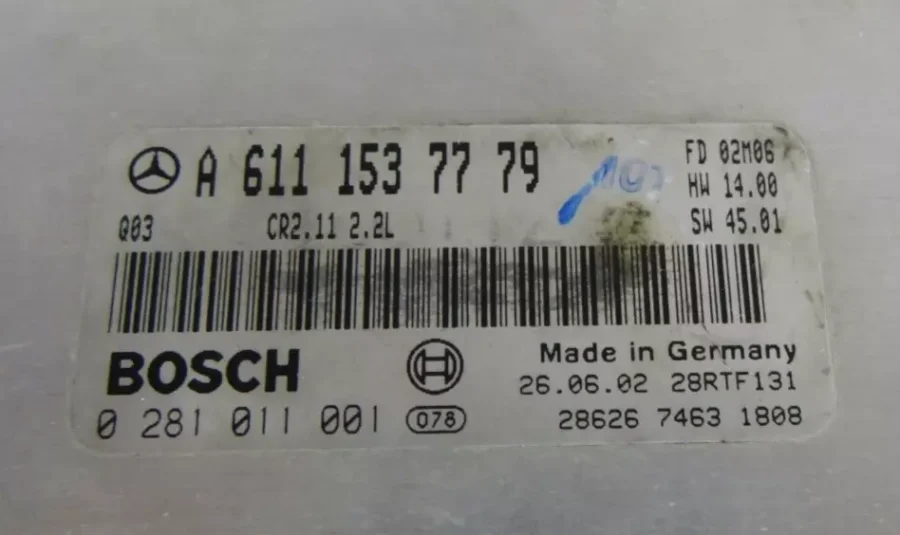 A 611 153 77 79
FD 02M06
HW 14.00
Q03 CR2.11 2.2L
SW 45.01
BOSCH
Made in Germany
26.06.02 28RTF131
0 281 011 001 078
28626 7463 1808